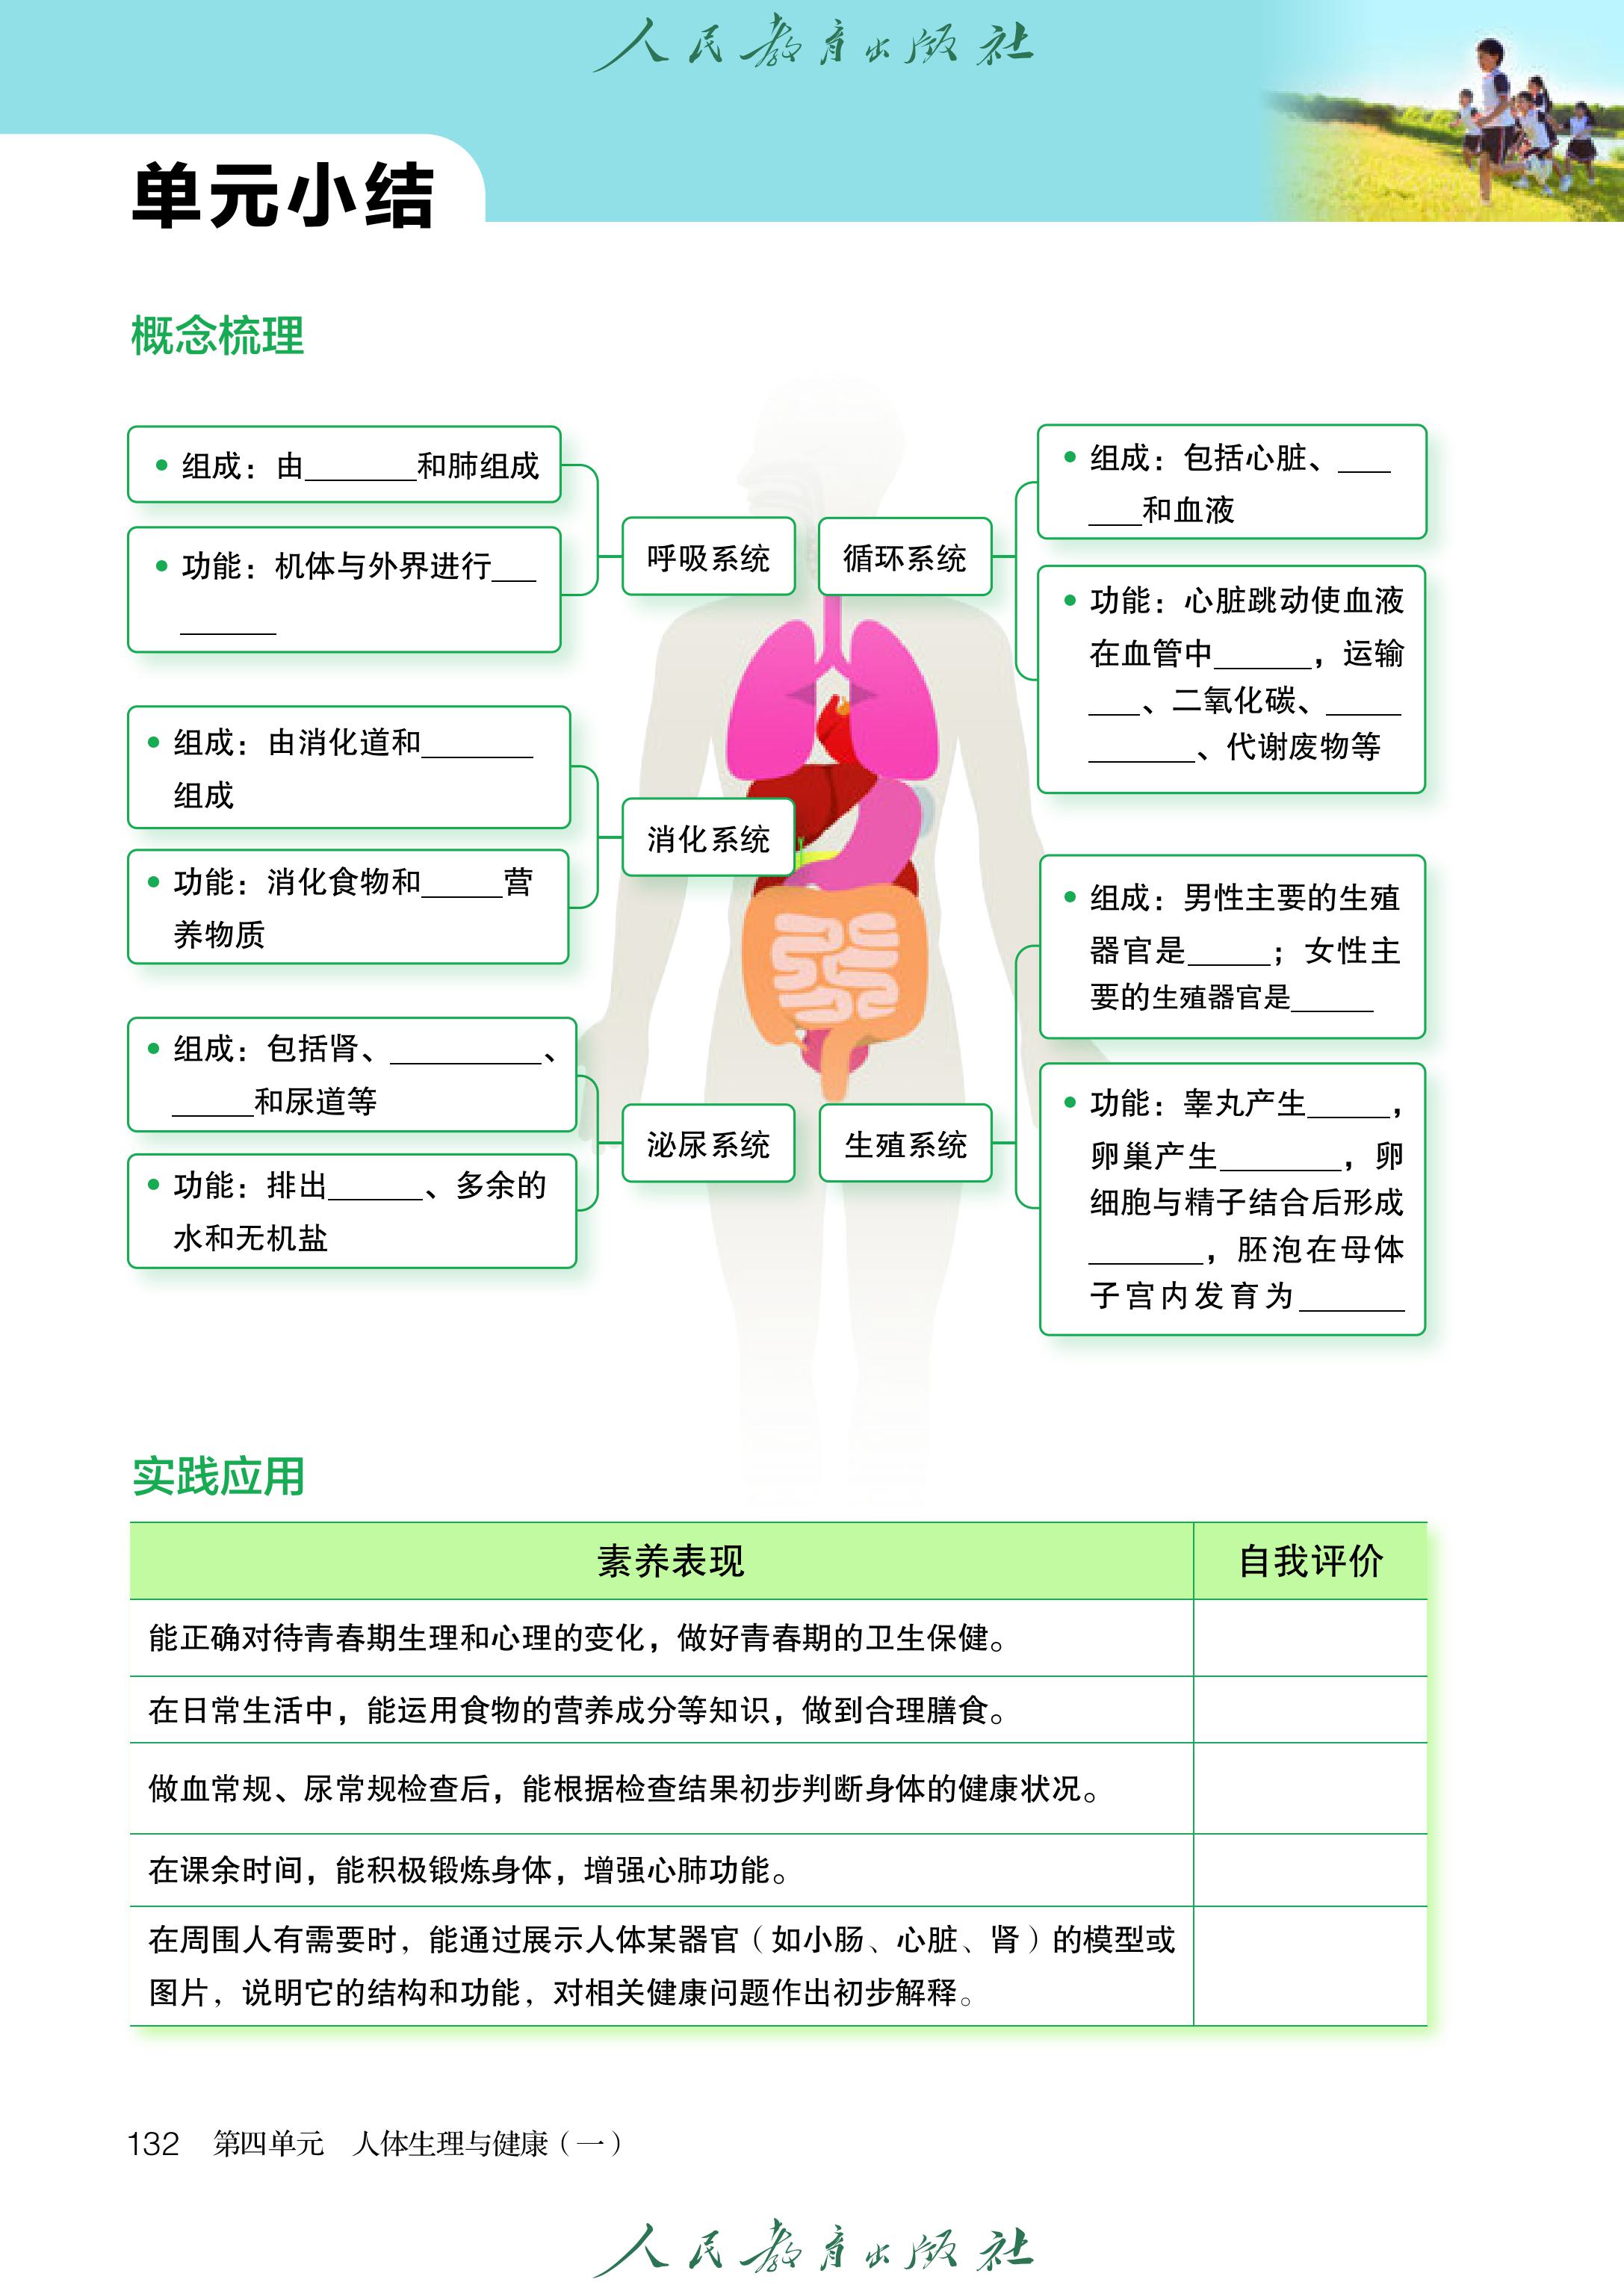 人民教育出版社
单元小结
概念梳理
组成：由________和肺组成
功能：机体与外界进行___
_______
呼吸系统
组成：由消化道和________
组成
功能：消化食物和______营
养物质
消化系统
组成：包括肾、___________、
______和尿道等
功能：排出_______、多余的
水和无机盐
泌尿系统
循环系统
组成：包括心脏、____
____和血液
功能：心脏跳动使血液
在血管中_______，运输
____、二氧化碳、______
________、代谢废物等
生殖系统
组成：男性主要的生殖
器官是______；女性主
要的生殖器官是______
功能：睾丸产生______，
卵巢产生_________，卵
细胞与精子结合后形成
________，胚泡在母体
子宫内发育为________
实践应用
素养表现 自我评价
能正确对待青春期生理和心理的变化，做好青春期的卫生保健。
在日常生活中，能运用食物的营养成分等知识，做到合理膳食。
做血常规、尿常规检查后，能根据检查结果初步判断身体的健康状况。
在课余时间，能积极锻炼身体，增强心肺功能。
在周围人有需要时，能通过展示人体某器官（如小肠、心脏、肾）的模型或
图片，说明它的结构和功能，对相关健康问题作出初步解释。
132 第四单元 人体生理与健康（一）
人民教育出版社